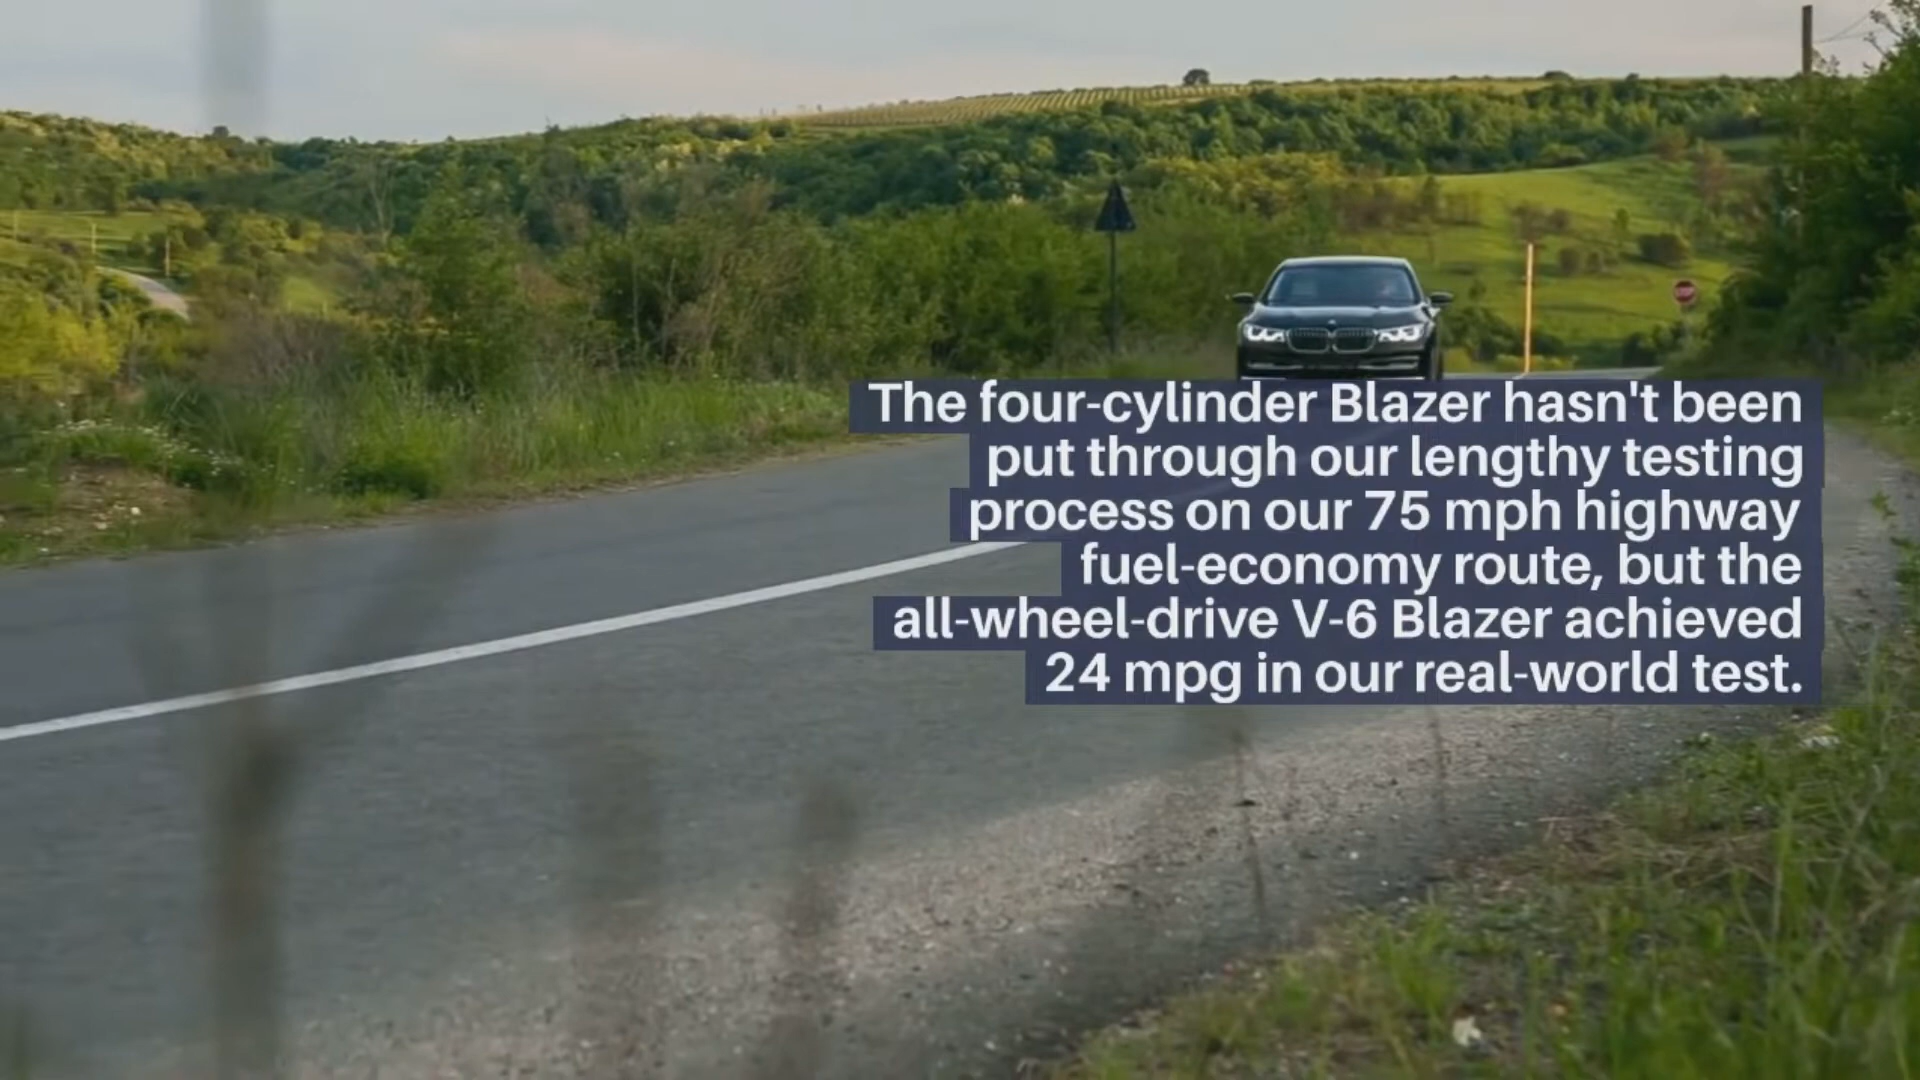 The four-cylinder Blazer hasn't been
put through our lengthy testing
process on our 75 mph highway
fuel-economy route, but the
all-wheel-drive V-6 Blazer achieved
24 mpg in our real-world test.